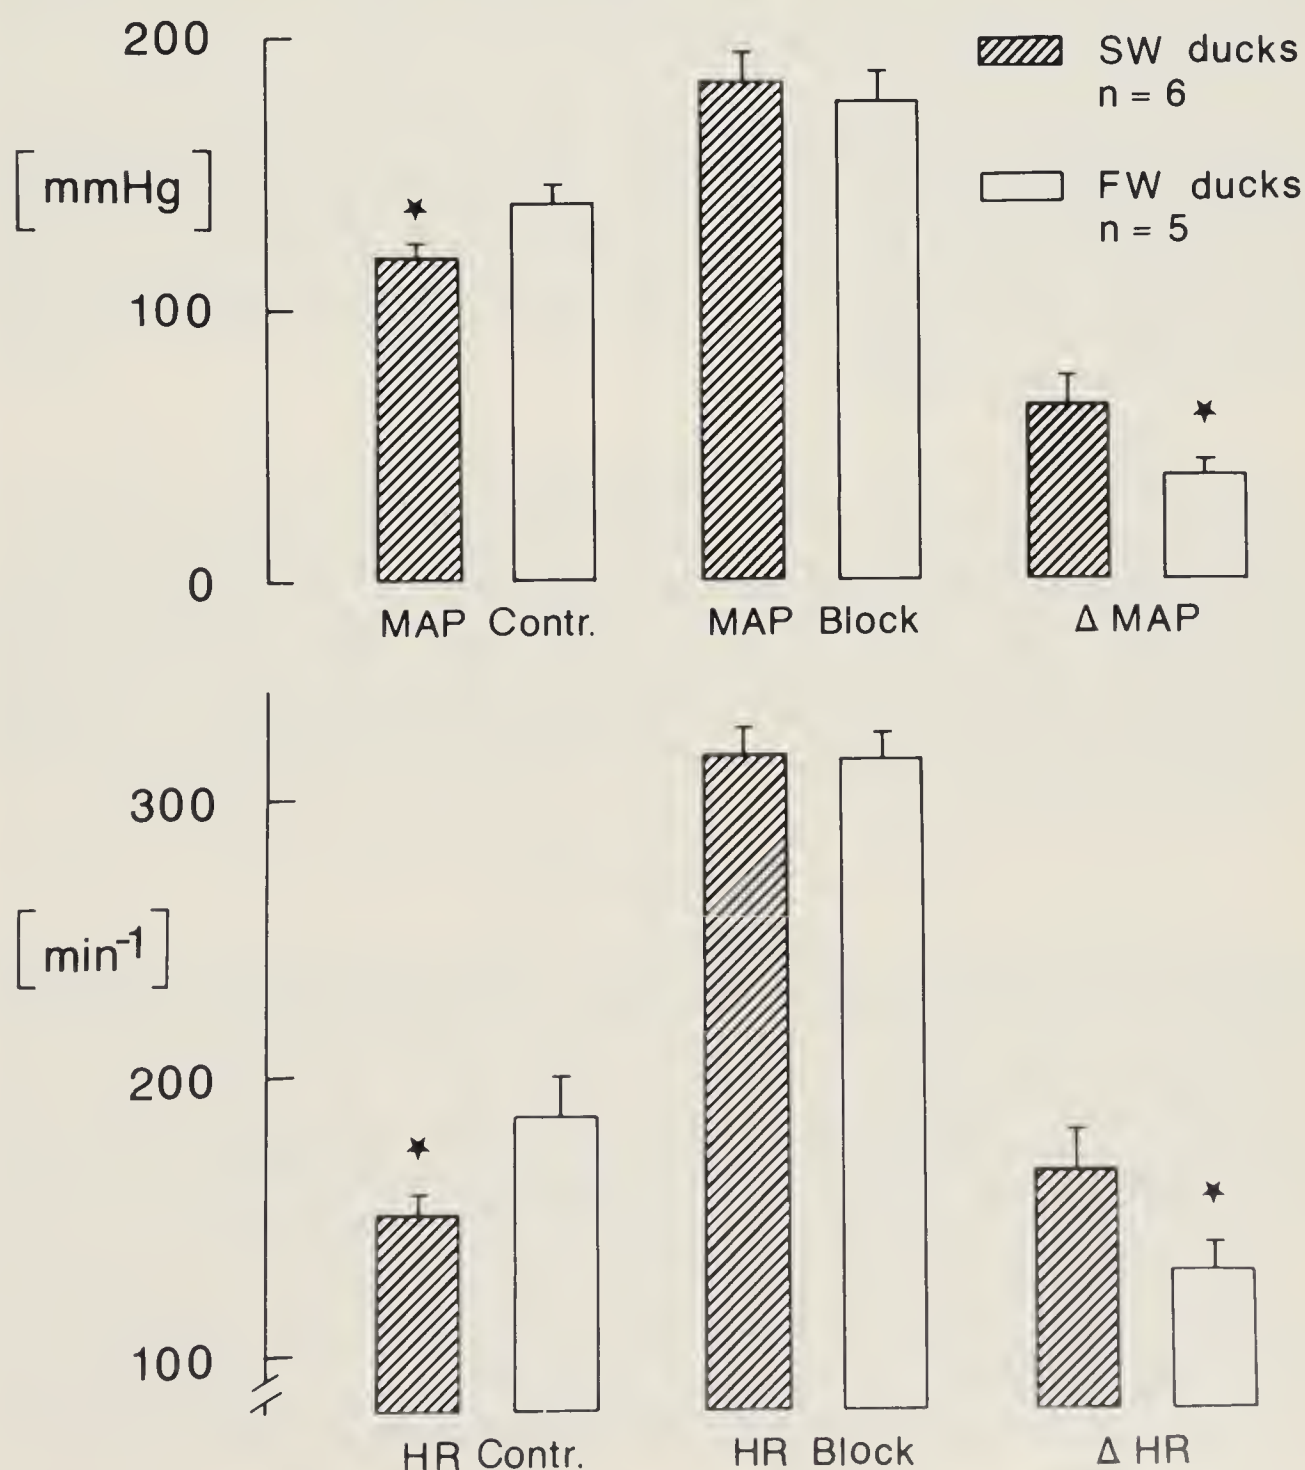 200
SW ducks
n = 6
[mmHg]
FW ducks
n = 5
★
100
★
0
MAP Contr.
MAP Block
Δ MAP
300
[min⁻¹]
200
★
★
100
HR Contr.
HR Block
Δ HR